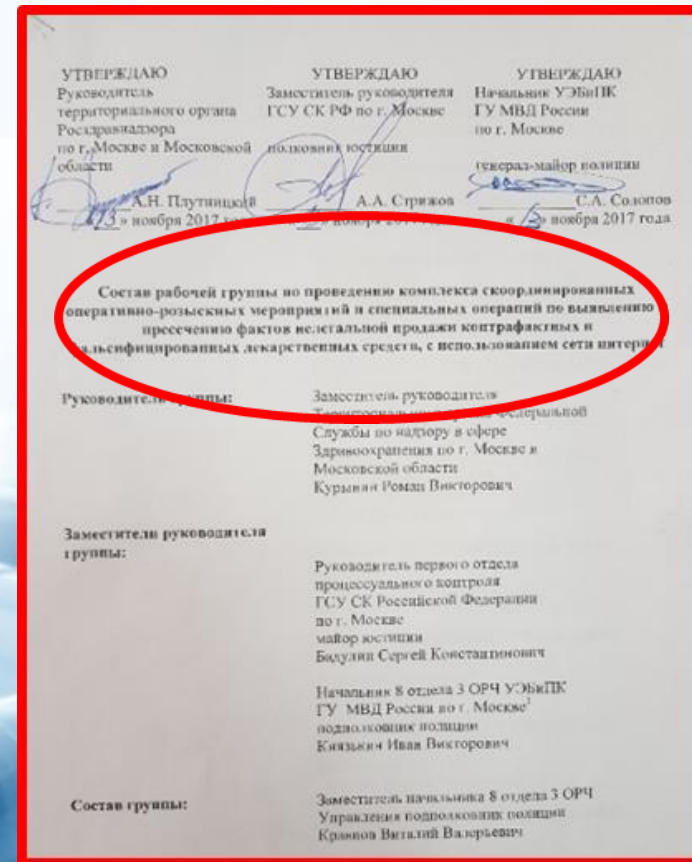 УТВЕРЖДАЮ
Руководитель
территориального органа
Росздравнадзора
по г. Москве и Московской
области
А.Н. Плутницкий
«13» ноября 2017
УТВЕРЖДАЮ
Заместитель руководителя
ГСУ СК РФ по г. Москве
полковник юстиции
А.А. Стрижов
ноября 2017 года
УТВЕРЖДАЮ
Начальник УЭБиПК
ГУ МВД России
по г. Москве
генерал-майор полиции
С.А. Солопов
ноября 2017 года
Состав рабочей группы по проведению комплекса скоординированных
оперативно-розыскных мероприятий и специальных операций по выявлению
пресечению фактов нелегальной продажи контрафактных и
фальсифицированных лекарственных средств, с использованием сети интернет
Руководитель группы:
Заместитель руководителя
Территориального органа Федеральной
Службы по надзору в сфере
Здравоохранения по г. Москве и
Московской области
Курынин Роман Викторович
Заместители руководителя
группы:
Руководитель первого отдела
процессуального контроля
ГСУ СК Российской Федерации
по г. Москве
майор юстиции
Бадулин Сергей Константинович
Начальник 8 отдела 3 ОРЧ УЭБиПК
ГУ МВД России по г. Москве
подполковник полиции
Князькин Иван Викторович
Состав группы:
Заместитель начальника 8 отдела 3 ОРЧ
Управления подполковник полиции
Виталий Валерьевич